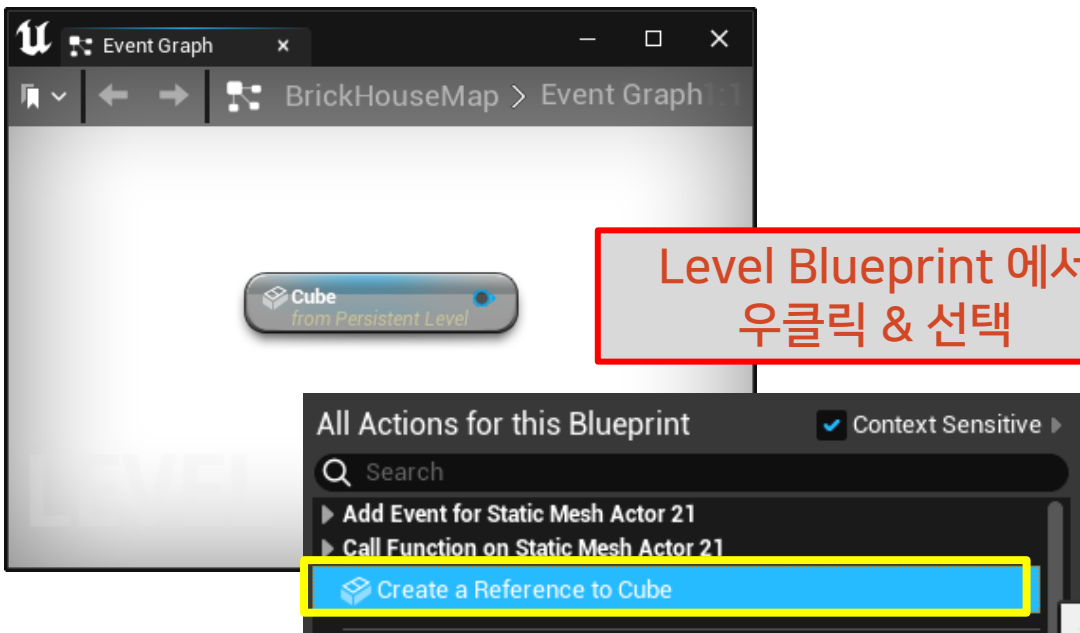 Event Graph
BrickHouseMap > Event Graph
Cube
from Persistent Level
LEVEL
Level Blueprint 에서
우클릭 & 선택
All Actions for this Blueprint
Context Sensitive
Search
Add Event for Static Mesh Actor 21
Call Function on Static Mesh Actor 21
Create a Reference to Cube